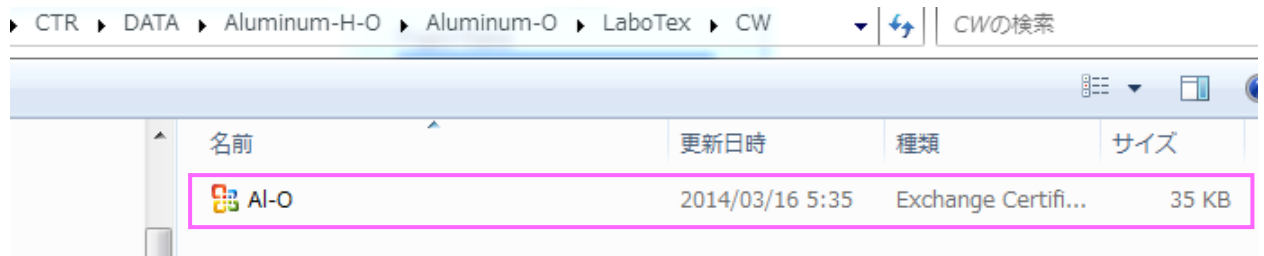 CTR ▸ DATA ▸ Aluminum-H-O ▸ Aluminum-O ▸ LaboTex ▸ CW CWの検索
名前 更新日時 種類 サイズ
Al-O 2014/03/16 5:35 Exchange Certifi... 35 KB